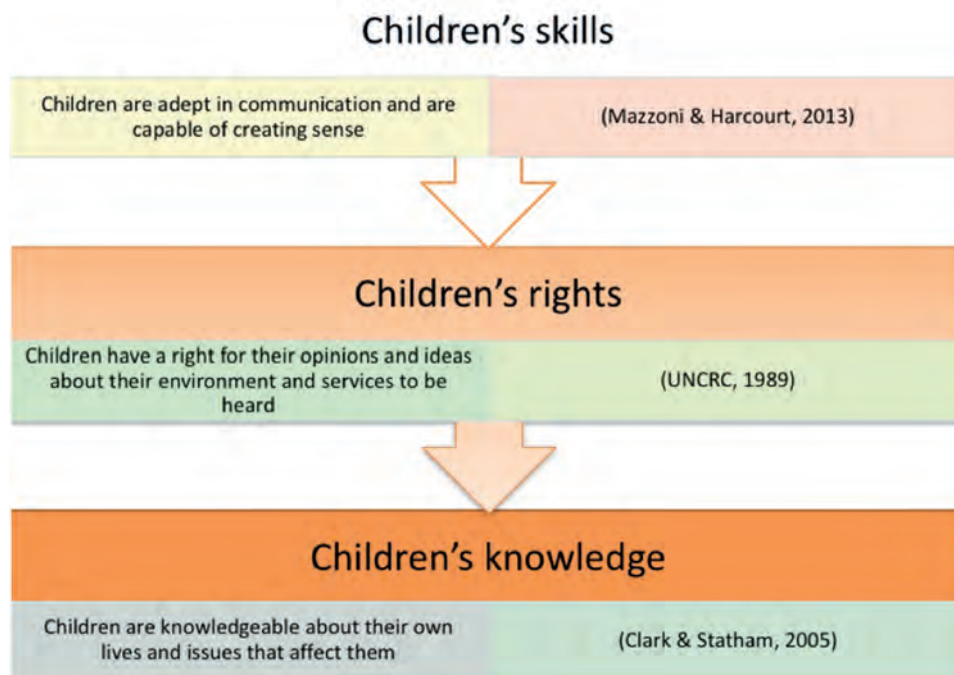 Children’s skills
Children are adept in communication and are
capable of creating sense
(Mazzoni & Harcourt, 2013)
Children’s rights
Children have a right for their opinions and ideas
about their environment and services to be
heard
(UNCRC, 1989)
Children’s knowledge
Children are knowledgeable about their own
lives and issues that affect them
(Clark & Statham, 2005)